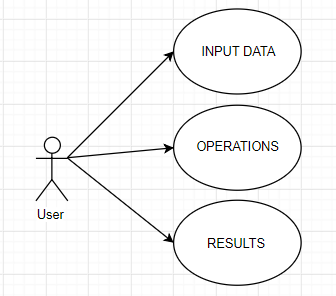 INPUT DATA
OPERATIONS
User
RESULTS